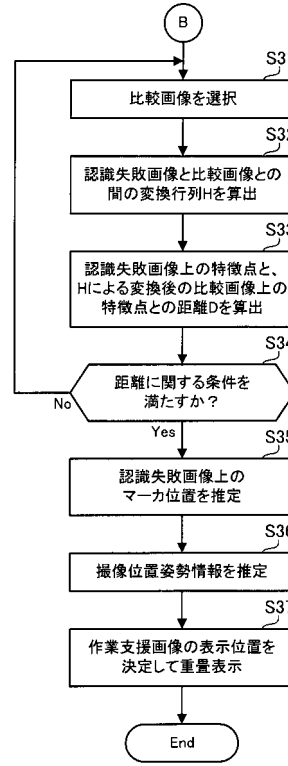 B
S3
比較画像を選択
S32
認識失敗画像と比較画像との
間の変換行列Hを算出
S33
認識失敗画像上の特徴点と、
Hによる変換後の比較画像上の
特徴点との距離Dを算出
S34
距離に関する条件を
満たすか?
No
Yes
S35
認識失敗画像上の
マーカ位置を推定
S36
撮像位置姿勢情報を推定
S37
作業支援画像の表示位置を
決定して重畳表示
End